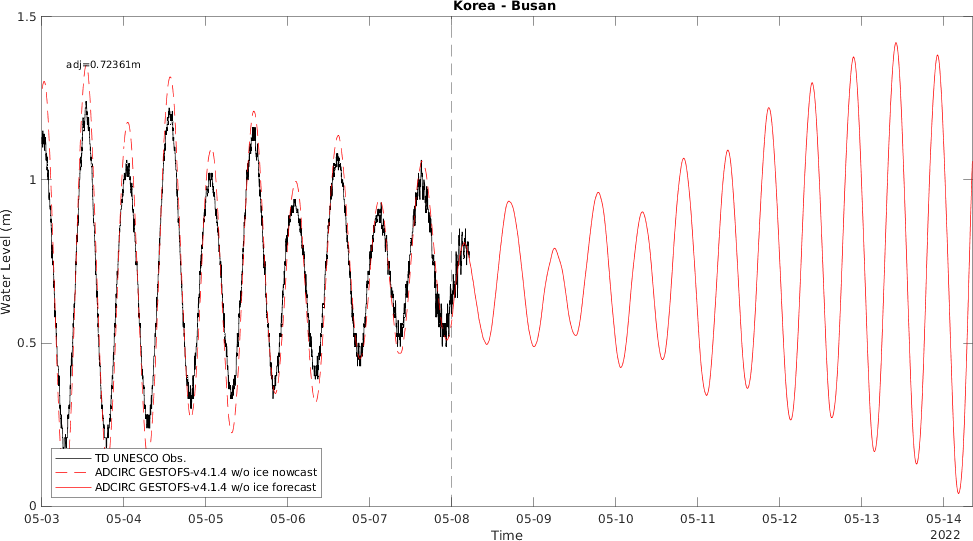 Korea - Busan
1.5
adj=0.72361m
1
Water Level (m)
0.5
TD UNESCO Obs.
ADCIRC GESTOFS-v4.1.4 w/o ice nowcast
ADCIRC GESTOFS-v4.1.4 w/o ice forecast
0
05-03 05-04 05-05 05-06 05-07 05-08 05-09 05-10 05-11 05-12 05-13 05-14
Time
2022